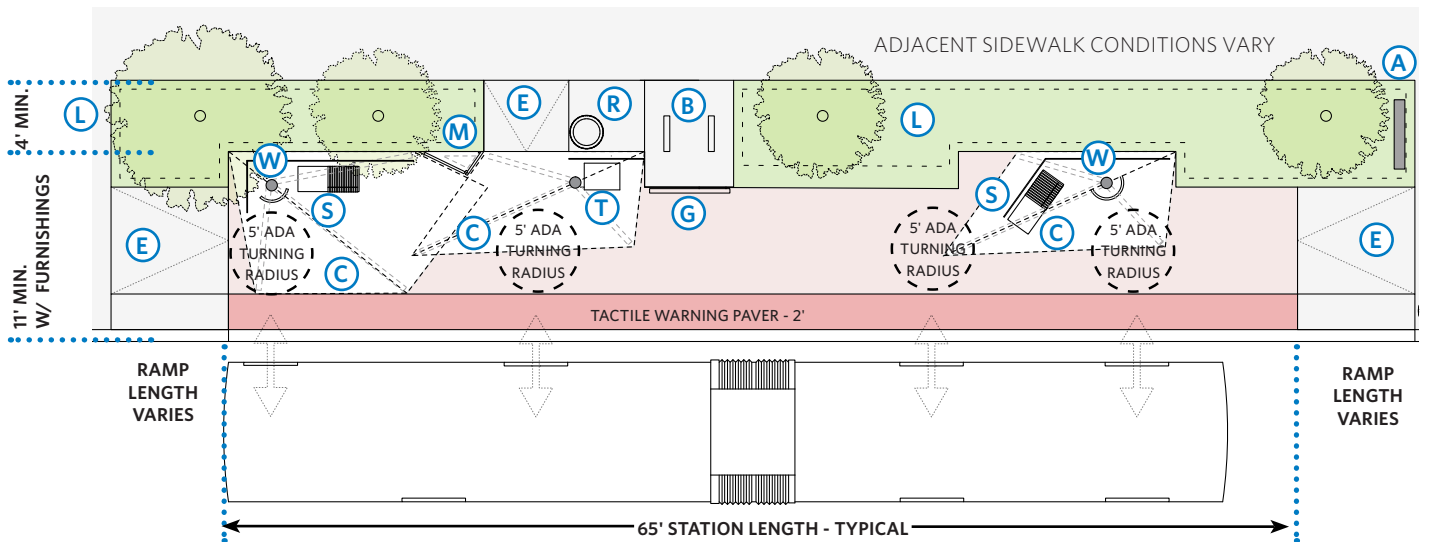 ADJACENT SIDEWALK CONDITIONS VARY
A
4' MIN.
L
E
R
B
L
M
W
W
S
S
T
G
E
C
C
C
E
5' ADA
TURNING
RADIUS
5' ADA
TURNING
RADIUS
5' ADA
TURNING
RADIUS
5' ADA
TURNING
RADIUS
11' MIN.
W/ FURNISHINGS
TACTILE WARNING PAVER - 2'
RAMP
LENGTH
VARIES
RAMP
LENGTH
VARIES
65' STATION LENGTH - TYPICAL